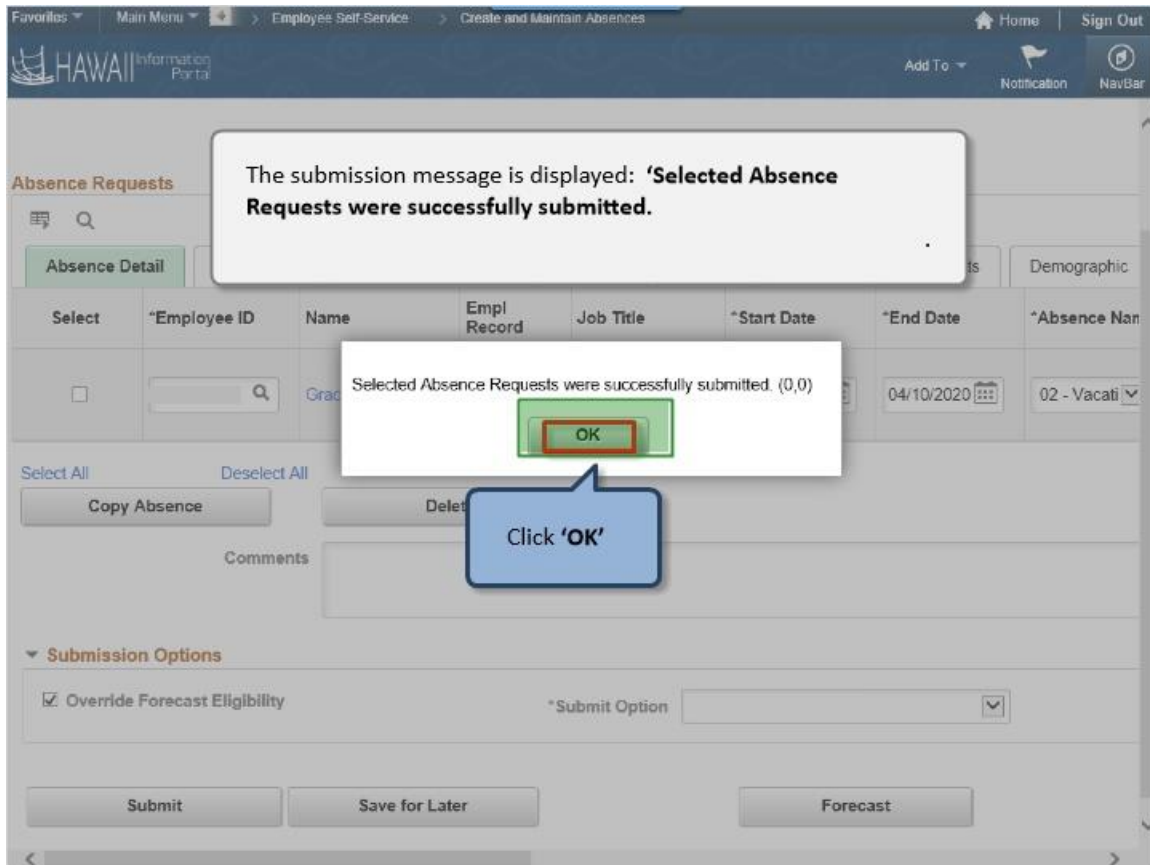 Favorites Main Menu > Employee Self-Service > Create and Maintain Absences Home Sign Out
HAWAII Information Portal Add To Notification NavBar
The submission message is displayed: ‘Selected Absence
Requests were successfully submitted.
.
Absence Requests
Absence Detail ts Demographic
Select *Employee ID Name Empl Record Job Title *Start Date *End Date *Absence Nam
Grac 04/10/2020 02 - Vacati
Selected Absence Requests were successfully submitted. (0,0)
OK
Click ‘OK’
Select All Deselect All
Copy Absence Delet
Comments
Submission Options
Override Forecast Eligibility *Submit Option
Submit Save for Later Forecast